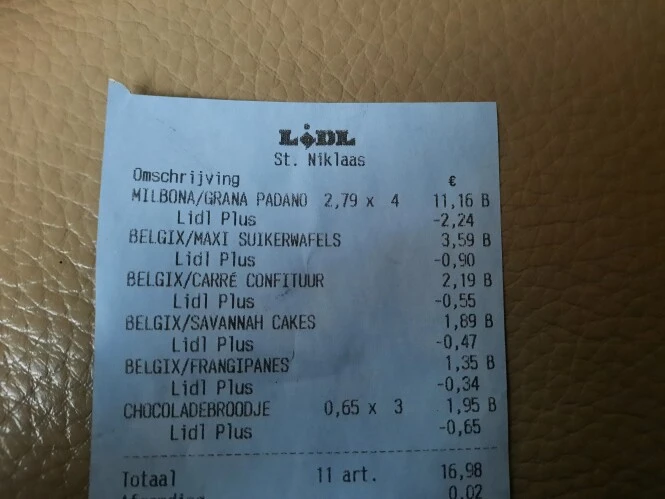 LIDL
St. Niklaas
Omschrijving €
MILBONA/GRANA PADANO 2,79 x 4 11,16 B
Lidl Plus -2,24
BELGIX/MAXI SUIKERWAFELS 3,59 B
Lidl Plus -0,90
BELGIX/CARRÉ CONFITUUR 2,19 B
Lidl Plus -0,55
BELGIX/SAVANNAH CAKES 1,89 B
Lidl Plus -0,47
BELGIX/FRANGIPANES 1,35 B
Lidl Plus -0,34
CHOCOLADEBROODJE 0,65 x 3 1,95 B
Lidl Plus -0,65
Totaal 11 art. 16,98
0,02